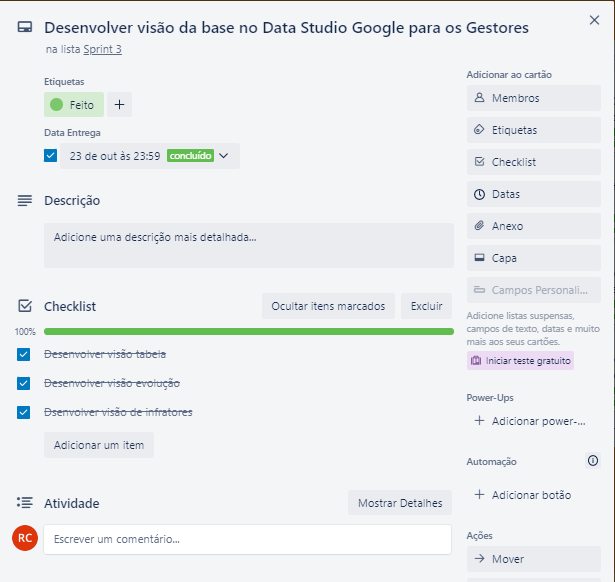 Desenvolver visão da base no Data Studio Google para os Gestores
na lista Sprint 3
Etiquetas
Feito
Data Entrega
23 de out às 23:59 concluído
Descrição
Adicione uma descrição mais detalhada...
Checklist
Ocultar itens marcados
Excluir
100%
Desenvolver visão tabela
Desenvolver visão evolução
Dsenvolver visão de infratores
Adicionar um item
Atividade
Mostrar Detalhes
RC
Escrever um comentário...
Adicionar ao cartão
Membros
Etiquetas
Checklist
Datas
Anexo
Capa
Campos Personali...
Adicione listas suspensas,
campos de texto, datas e muito
mais aos seus cartões.
Iniciar teste gratuito
Power-Ups
+ Adicionar power-...
Automação
+ Adicionar botão
Ações
→ Mover